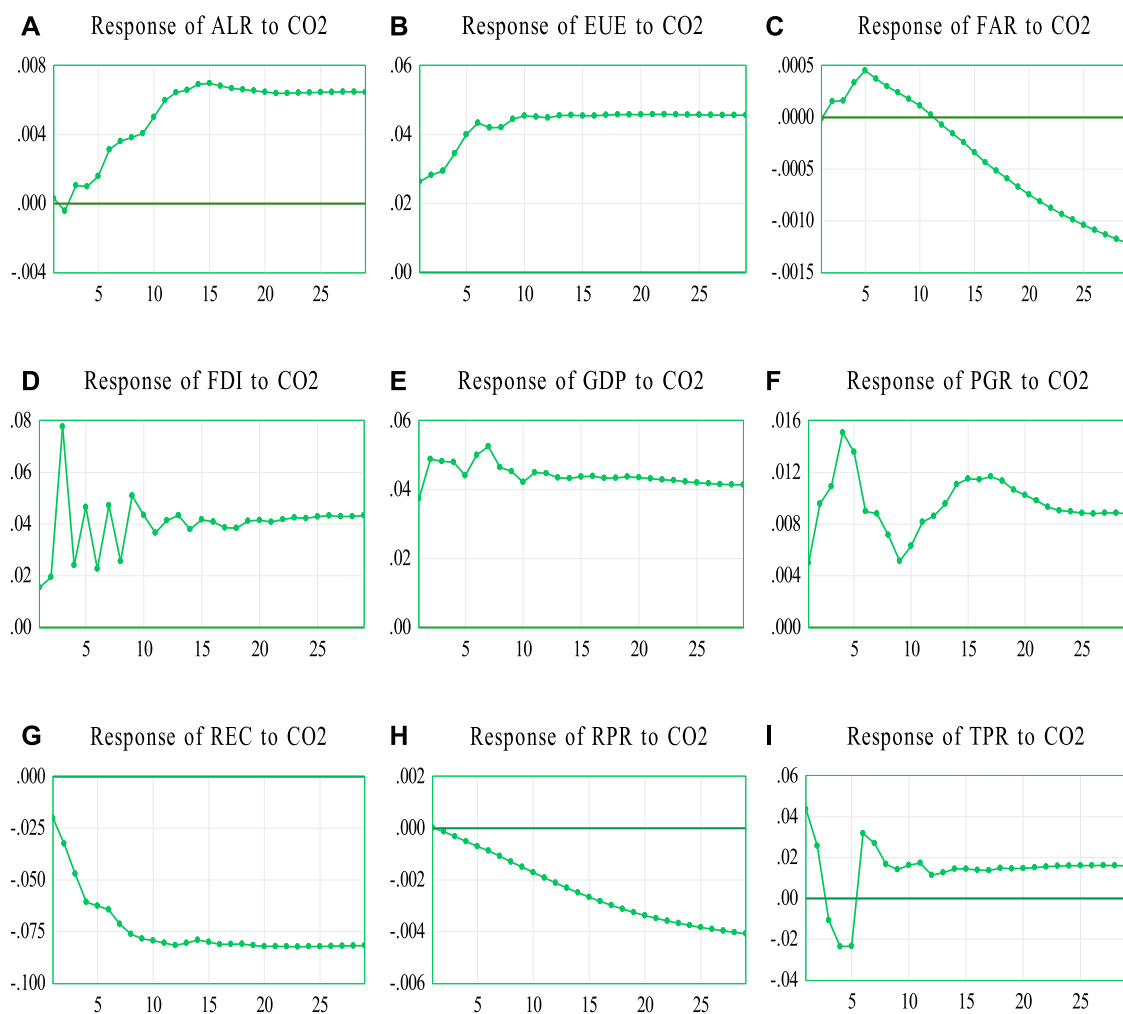 A Response of ALR to CO2
.008
.004
.000
-.004
5 10 15 20 25
B Response of EUE to CO2
.06
.04
.02
.00
5 10 15 20 25
C Response of FAR to CO2
.0005
.0000
-.0005
-.0010
-.0015
5 10 15 20 25
D Response of FDI to CO2
.08
.06
.04
.02
.00
5 10 15 20 25
E Response of GDP to CO2
.06
.04
.02
.00
5 10 15 20 25
F Response of PGR to CO2
.016
.012
.008
.004
.000
5 10 15 20 25
G Response of REC to CO2
.000
-.025
-.050
-.075
-.100
5 10 15 20 25
H Response of RPR to CO2
.002
.000
-.002
-.004
-.006
5 10 15 20 25
I Response of TPR to CO2
.06
.04
.02
.00
-.02
-.04
5 10 15 20 25